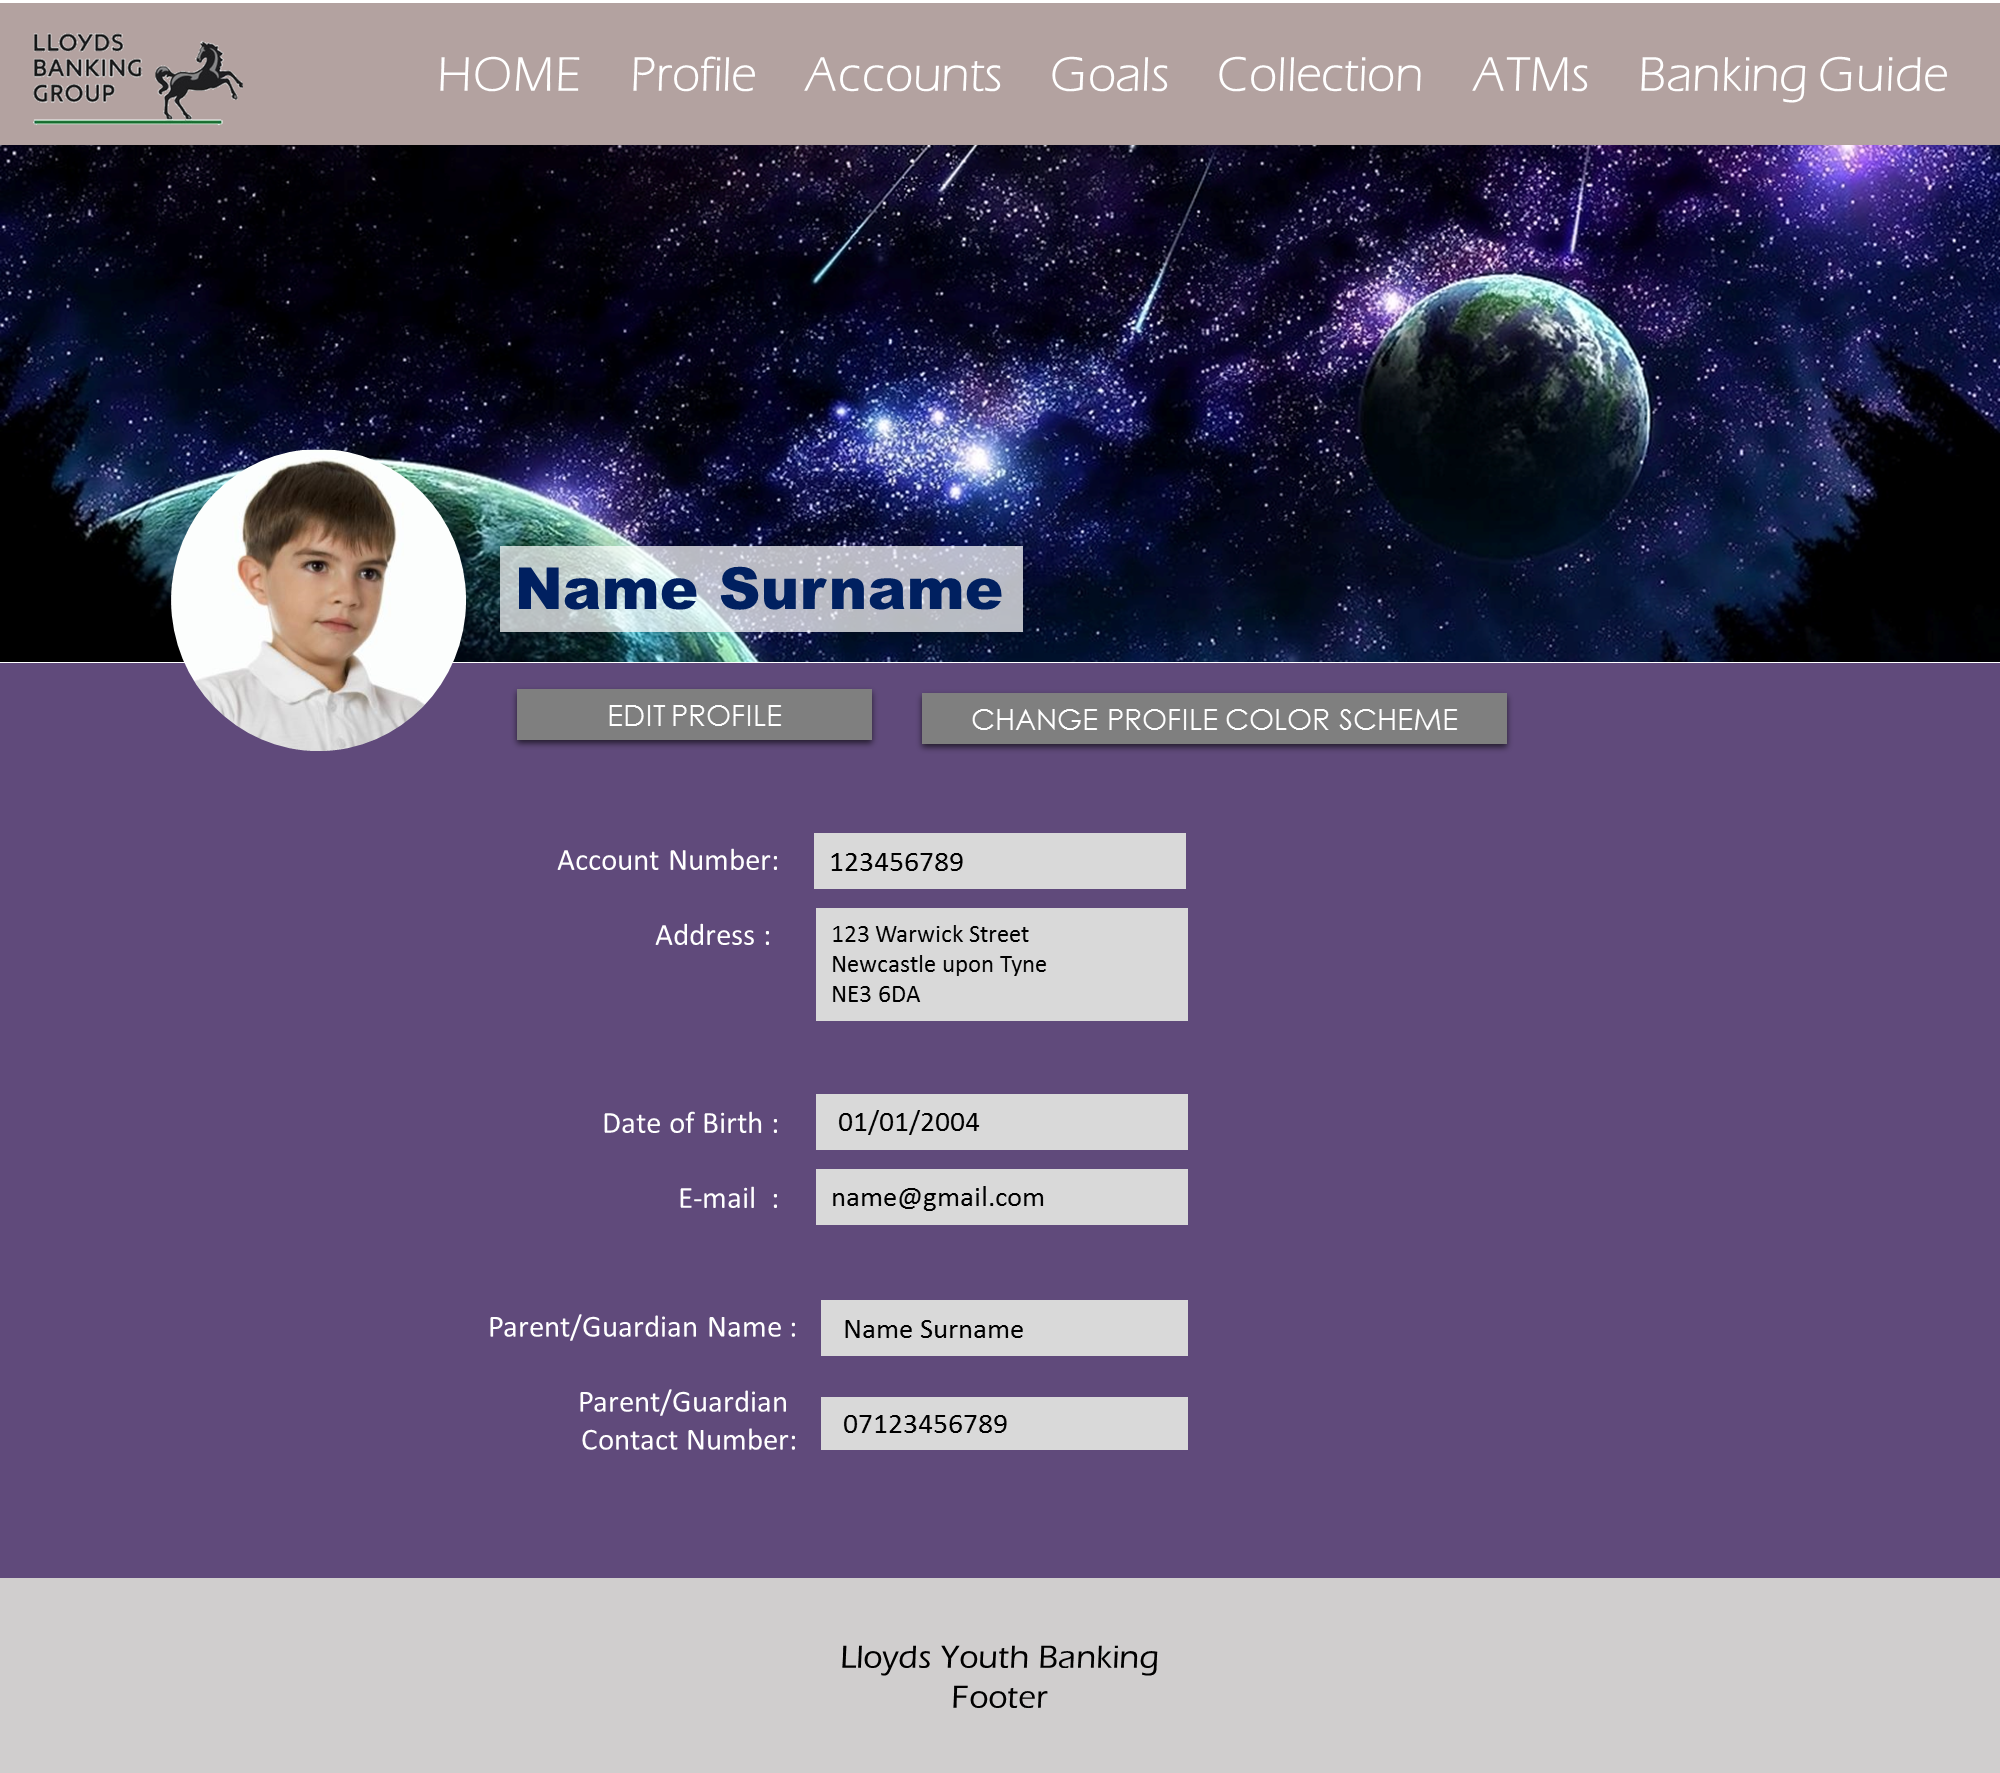 LLOYDS
BANKING
GROUP
HOME Profile Accounts Goals Collection ATMs Banking Guide
Name Surname
EDIT PROFILE
CHANGE PROFILE COLOR SCHEME
Account Number: 123456789
Address : 123 Warwick Street
Newcastle upon Tyne
NE3 6DA
Date of Birth : 01/01/2004
E-mail : name@gmail.com
Parent/Guardian Name : Name Surname
Parent/Guardian
Contact Number: 07123456789
Lloyds Youth Banking
Footer